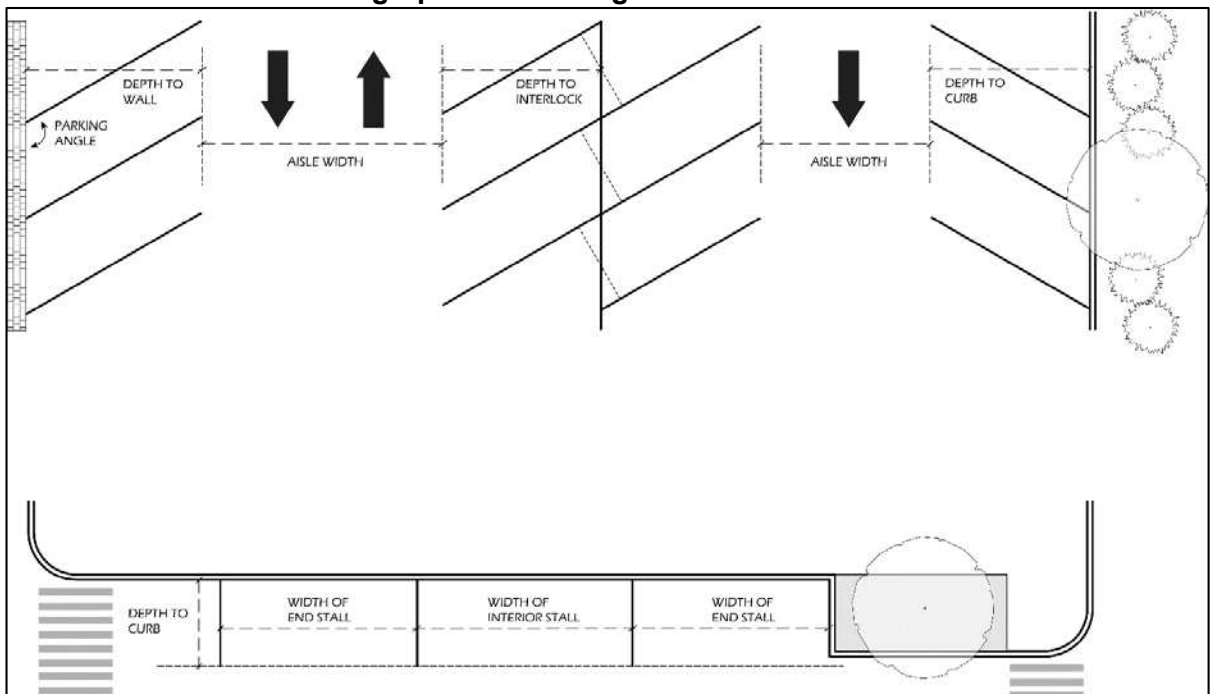 DEPTH TO
WALL
DEPTH TO
INTERLOCK
DEPTH TO
CURB
PARKING
ANGLE
AISLE WIDTH
AISLE WIDTH
DEPTH TO
CURB
WIDTH OF
END STALL
WIDTH OF
INTERIOR STALL
WIDTH OF
END STALL